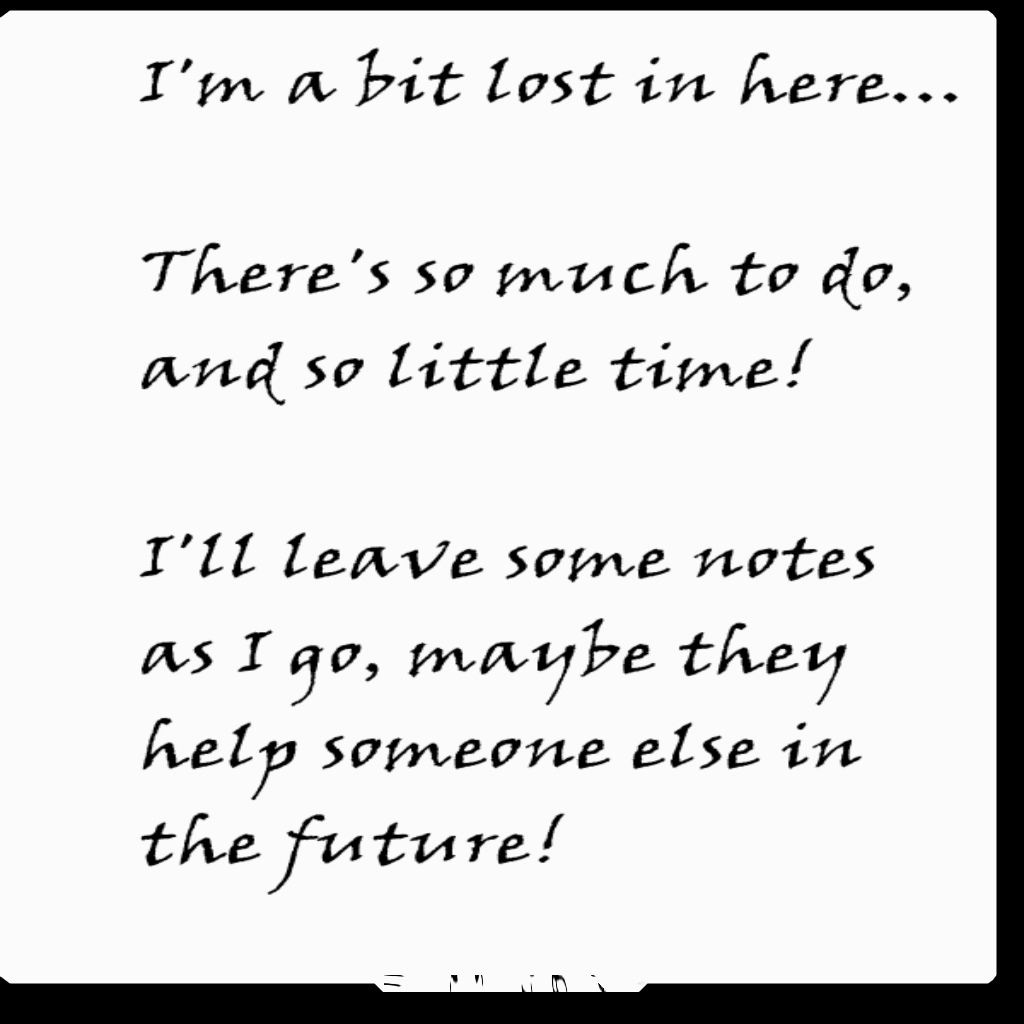 I'm a bit lost in here...
There's so much to do,
and so little time!
I'll leave some notes
as I go, maybe they
help someone else in
the future!